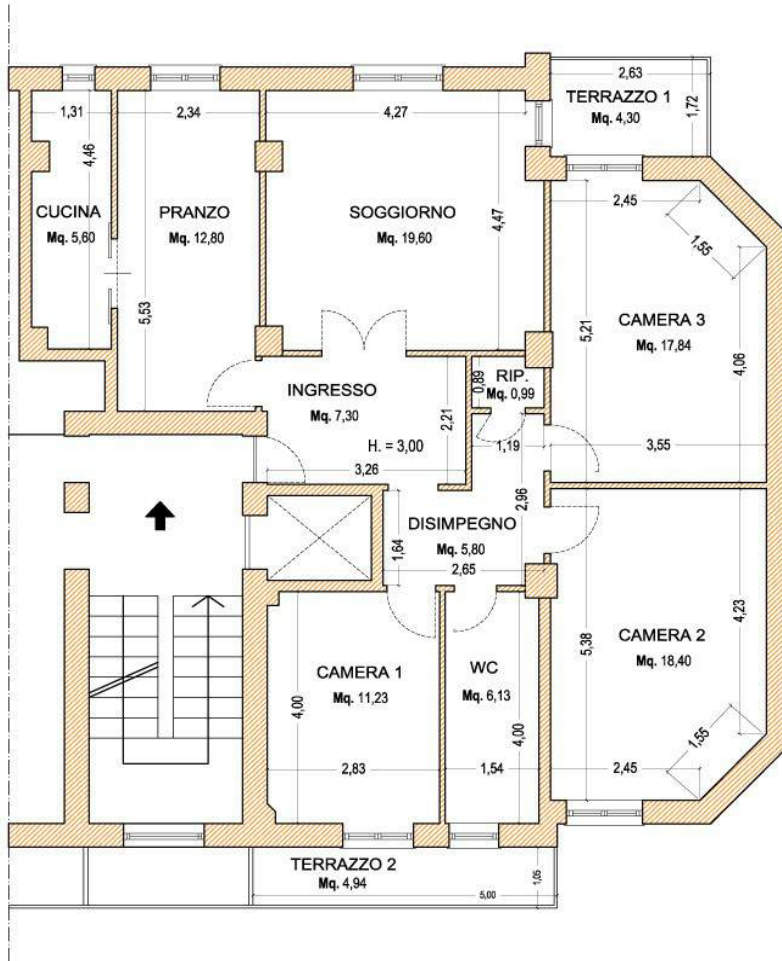 2,63
TERRAZZO 1
Mq. 4,30
1,72
1,31
2,34
4,27
4,46
CUCINA
Mq. 5,60
PRANZO
Mq. 12,80
SOGGIORNO
Mq. 19,60
4,47
2,45
1,55
5,53
5,21
CAMERA 3
Mq. 17,84
4,06
INGRESSO
Mq. 7,30
0,89
RIP.
Mq. 0,99
2,21
H. = 3,00
3,26
1,19
3,55
2,96
DISIMPEGNO
Mq. 5,80
1,64
2,65
4,23
CAMERA 1
Mq. 11,23
WC
Mq. 6,13
5,38
CAMERA 2
Mq. 18,40
4,00
4,00
2,83
1,54
2,45
1,55
TERRAZZO 2
Mq. 4,94
5,00
1,05